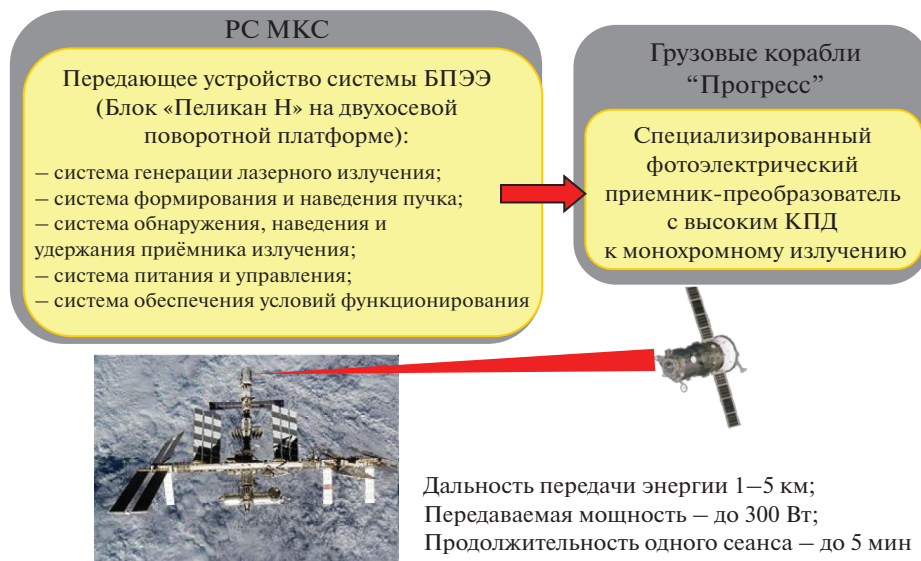 РС МКС
Передающее устройство системы БПЭЭ
(Блок «Пеликан Н» на двухосевой
поворотной платформе):
– система генерации лазерного излучения;
– система формирования и наведения пучка;
– система обнаружения, наведения и
удержания приёмника излучения;
– система питания и управления;
– система обеспечения условий функционирования
Грузовые корабли
“Прогресс”
Специализированный
фотоэлектрический
приемник-преобразователь
с высоким КПД
к монохромному излучению
Дальность передачи энергии 1–5 км;
Передаваемая мощность – до 300 Вт;
Продолжительность одного сеанса – до 5 мин